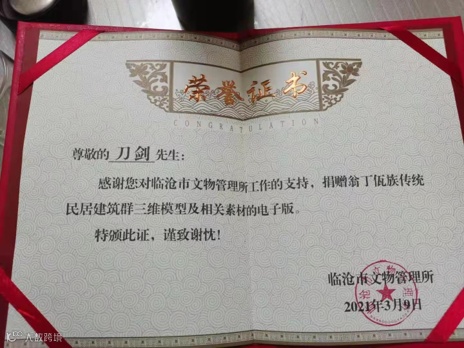 荣誉证书
CONGRATULATION
尊敬的 刀剑 先生：
感谢您对临沧市文物管理所工作的支持，捐赠翁丁佤族传统
民居建筑群三维模型及相关素材的电子版。
特颁此证，谨致谢忱！
临沧市文物管理所
2021年3月9日